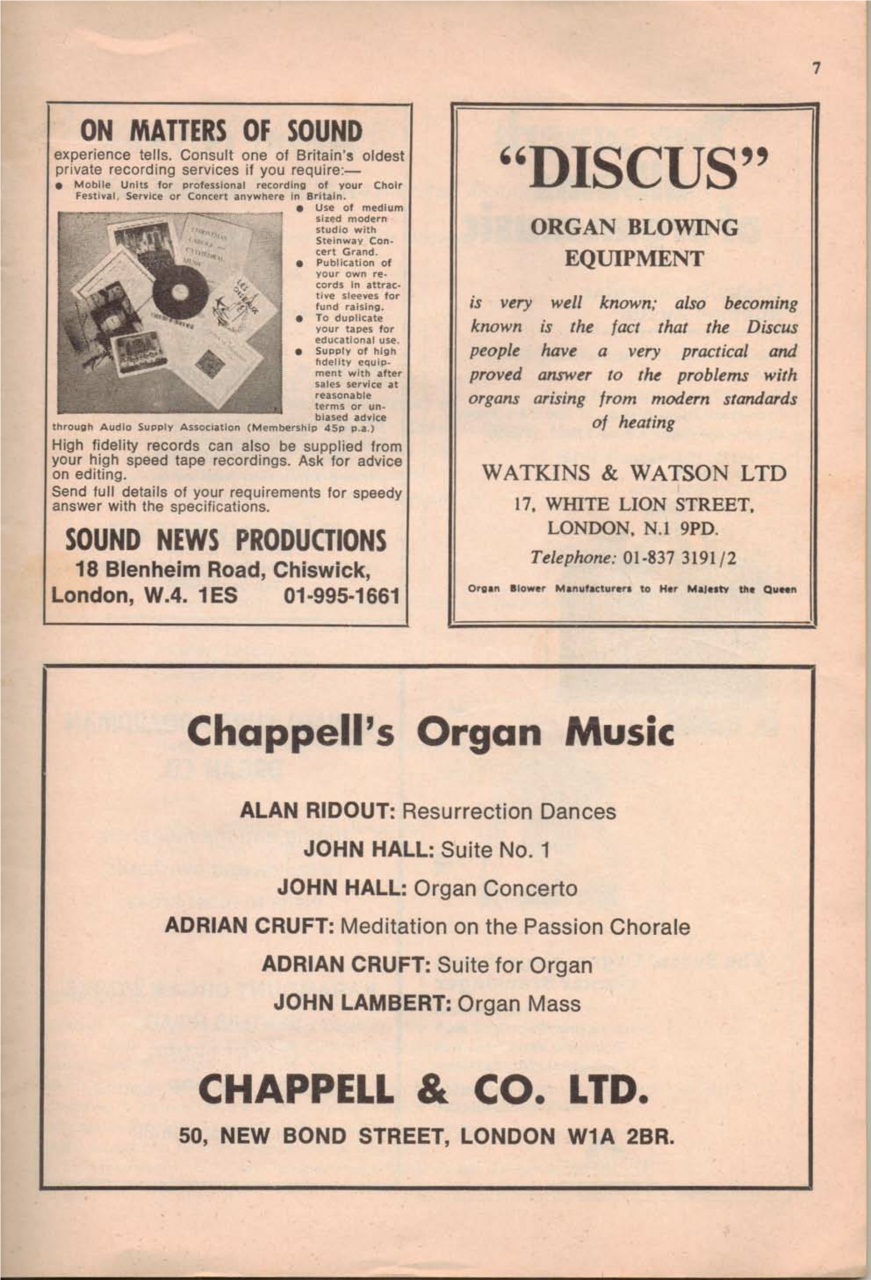 7
ON MATTERS OF SOUND
experience tells. Consult one of Britain's oldest
private recording services if you require:—
● Mobile Units for professional recording of your Choir
Festival, Service or Concert anywhere in Britain.
● Use of medium
sized modern
studio with
Steinway Con-
cert Grand.
● Publication of
your own re-
cords in attrac-
tive sleeves for
fund raising.
● To duplicate
your tapes for
educational use.
● Supply of high
fidelity equip-
ment with after
sales service at
reasonable
terms or un-
biased advice
through Audio Supply Association (Membership 45p p.a.)
High fidelity records can also be supplied from
your high speed tape recordings. Ask for advice
on editing.
Send full details of your requirements for speedy
answer with the specifications.
SOUND NEWS PRODUCTIONS
18 Blenheim Road, Chiswick,
London, W.4. 1ES 01-995-1661
“DISCUS”
ORGAN BLOWING
EQUIPMENT
is very well known; also becoming
known is the fact that the Discus
people have a very practical and
proved answer to the problems with
organs arising from modern standards
of heating
WATKINS & WATSON LTD
17, WHITE LION STREET,
LONDON, N.1 9PD.
Telephone: 01-837 3191/2
Organ Blower Manufacturers to Her Majesty the Queen
Chappell's Organ Music
ALAN RIDOUT: Resurrection Dances
JOHN HALL: Suite No. 1
JOHN HALL: Organ Concerto
ADRIAN CRUFT: Meditation on the Passion Chorale
ADRIAN CRUFT: Suite for Organ
JOHN LAMBERT: Organ Mass
CHAPPELL & CO. LTD.
50, NEW BOND STREET, LONDON W1A 2BR.